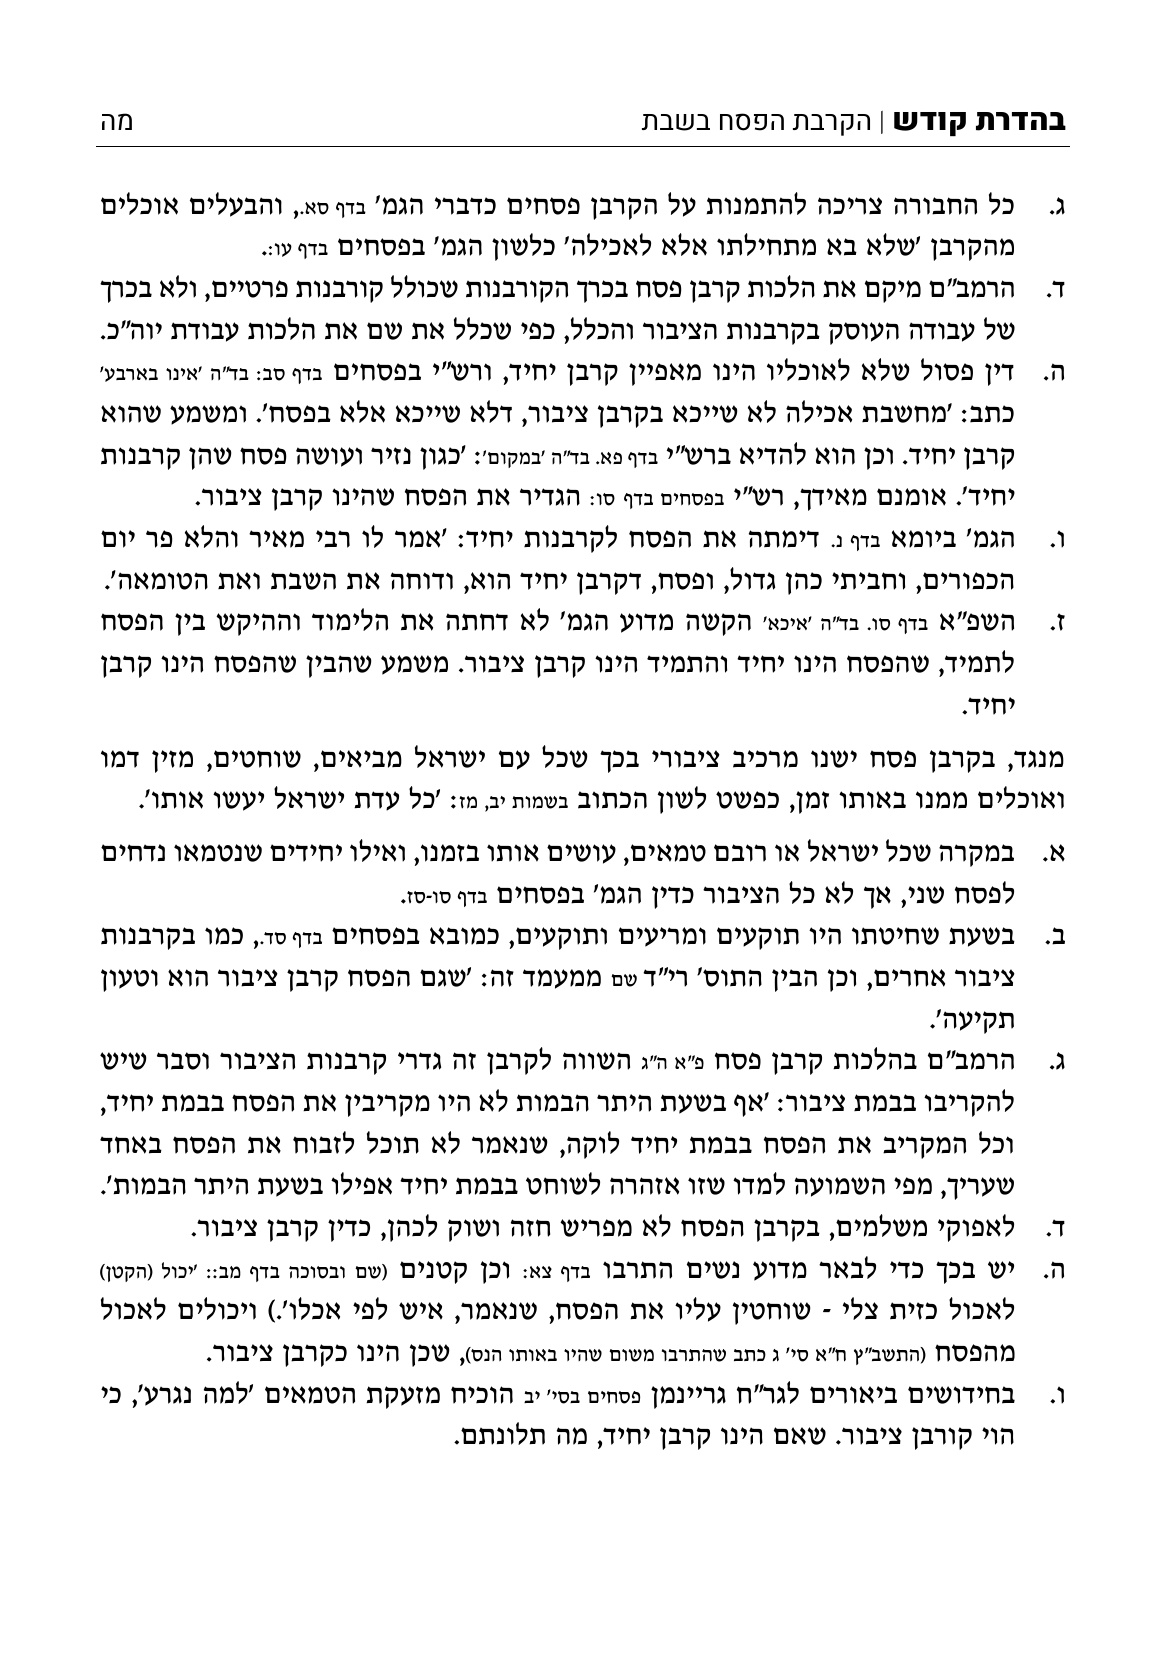 בהדרת קודש | הקרבת הפסח בשבת מה
ג. כל החבורה צריכה להתמנות על הקרבן פסחים כדברי הגמ' בדף סא., והבעלים אוכלים
מהקרבן 'שלא בא מתחילתו אלא לאכילה' כלשון הגמ' בפסחים בדף עו:.
ד. הרמב"ם מיקם את הלכות קרבן פסח בכרך הקורבנות שכולל קורבנות פרטיים, ולא בכרך
של עבודה העוסק בקרבנות הציבור והכלל, כפי שכלל את שם את הלכות עבודת יוה"כ.
ה. דין פסול שלא לאוכליו הינו מאפיין קרבן יחיד, ורש"י בפסחים בדף סב: בד"ה 'אינו בארבע'
כתב: 'מחשבת אכילה לא שייכא בקרבן ציבור, דלא שייכא אלא בפסח'. ומשמע שהוא
קרבן יחיד. וכן הוא להדיא ברש"י בדף פא. בד"ה 'במקום': 'כגון נזיר ועושה פסח שהן קרבנות
יחיד'. אומנם מאידך, רש"י בפסחים בדף סו: הגדיר את הפסח שהינו קרבן ציבור.
ו. הגמ' ביומא בדף נ. דימתה את הפסח לקרבנות יחיד: 'אמר לו רבי מאיר והלא פר יום
הכפורים, וחביתי כהן גדול, ופסח, דקרבן יחיד הוא, ודוחה את השבת ואת הטומאה'.
ז. השפ"א בדף סו. בד"ה 'איכא' הקשה מדוע הגמ' לא דחתה את הלימוד וההיקש בין הפסח
לתמיד, שהפסח הינו יחיד והתמיד הינו קרבן ציבור. משמע שהבין שהפסח הינו קרבן
יחיד.
מנגד, בקרבן פסח ישנו מרכיב ציבורי בכך שכל עם ישראל מביאים, שוחטים, מזין דמו
ואוכלים ממנו באותו זמן, כפשט לשון הכתוב בשמות יב, מז: 'כל עדת ישראל יעשו אותו'.
א. במקרה שכל ישראל או רובם טמאים, עושים אותו בזמנו, ואילו יחידים שנטמאו נדחים
לפסח שני, אך לא כל הציבור כדין הגמ' בפסחים בדף סו-סז.
ב. בשעת שחיטתו היו תוקעים ומריעים ותוקעים, כמובא בפסחים בדף סד., כמו בקרבנות
ציבור אחרים, וכן הבין התוס' רי"ד שם ממעמד זה: 'שגם הפסח קרבן ציבור הוא וטעון
תקיעה'.
ג. הרמב"ם בהלכות קרבן פסח פ"א ה"ג השווה לקרבן זה גדרי קרבנות הציבור וסבר שיש
להקריבו בבמת ציבור: 'אף בשעת היתר הבמות לא היו מקריבין את הפסח בבמת יחיד,
וכל המקריב את הפסח בבמת יחיד לוקה, שנאמר לא תוכל לזבוח את הפסח באחד
שעריך, מפי השמועה למדו שזו אזהרה לשוחט בבמת יחיד אפילו בשעת היתר הבמות'.
ד. לאפוקי משלמים, בקרבן הפסח לא מפריש חזה ושוק לכהן, כדין קרבן ציבור.
ה. יש בכך כדי לבאר מדוע נשים התרבו בדף צא: וכן קטנים (שם ובסוכה בדף מב:: 'יכול (הקטן)
לאכול כזית צלי - שוחטין עליו את הפסח, שנאמר, איש לפי אכלו'.) ויכולים לאכול
מהפסח (התשב"ץ ח"א סי' ג כתב שהתרבו משום שהיו באותו הנס), שכן הינו כקרבן ציבור.
ו. בחידושים ביאורים לגר"ח גריינמן פסחים בסי' יב הוכיח מזעקת הטמאים 'למה נגרע', כי
הוי קורבן ציבור. שאם הינו קרבן יחיד, מה תלונתם.